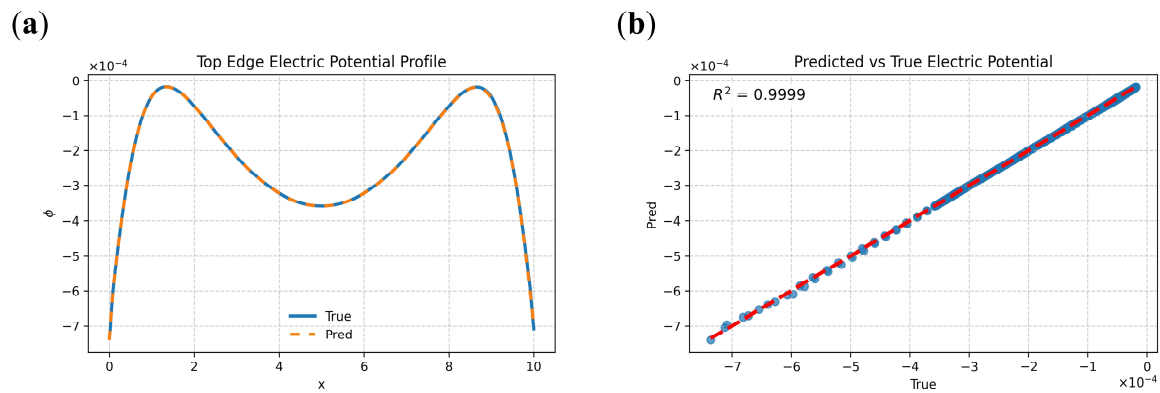 (a)
Top Edge Electric Potential Profile
×10⁻⁴
0
−1
−2
−3
−4
−5
−6
−7
ϕ
True
Pred
0 2 4 6 8 10
x
(b)
Predicted vs True Electric Potential
×10⁻⁴
R² = 0.9999
0
−1
−2
−3
−4
−5
−6
−7
Pred
−7 −6 −5 −4 −3 −2 −1 0
×10⁻⁴
True